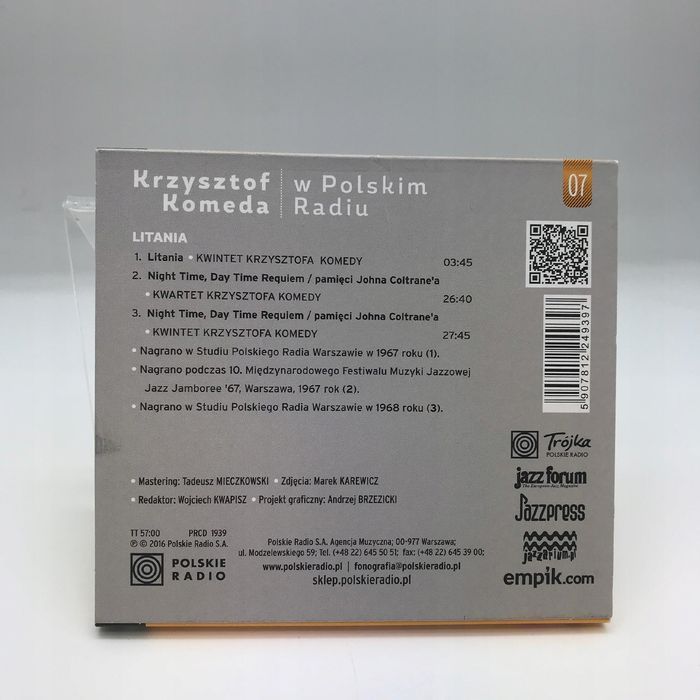 Krzysztof Komeda
w Polskim Radiu
07
LITANIA
1. Litania • KWINTET KRZYSZTOFA KOMEDY 03:45
2. Night Time, Day Time Requiem / pamięci Johna Coltrane'a
• KWARTET KRZYSZTOFA KOMEDY 26:40
3. Night Time, Day Time Requiem / pamięci Johna Coltrane'a
• KWINTET KRZYSZTOFA KOMEDY 27:45
• Nagrano w Studiu Polskiego Radia Warszawie w 1967 roku (1).
• Nagrano podczas 10. Międzynarodowego Festiwalu Muzyki Jazzowej
Jazz Jamboree '67, Warszawa, 1967 rok (2).
• Nagrano w Studiu Polskiego Radia Warszawie w 1968 roku (3).
5 907812 249397
Trójka
POLSKIE RADIO
jazz forum
The European Jazz Magazine
Jazzpress
jazzarium.pl
empik.com
• Mastering: Tadeusz MIECZKOWSKI • Zdjęcia: Marek KAREWICZ
• Redaktor: Wojciech KWAPISZ • Projekt graficzny: Andrzej BRZEZICKI
TT 57:00 PRCD 1939
℗ © 2016 Polskie Radio S.A.
POLSKIE RADIO
Polskie Radio S.A. Agencja Muzyczna; 00-977 Warszawa;
ul. Modzelewskiego 59; Tel. (+48 22) 645 50 51; fax: (+48 22) 645 39 00;
www.polskieradio.pl | fonografia@polskieradio.pl
sklep.polskieradio.pl